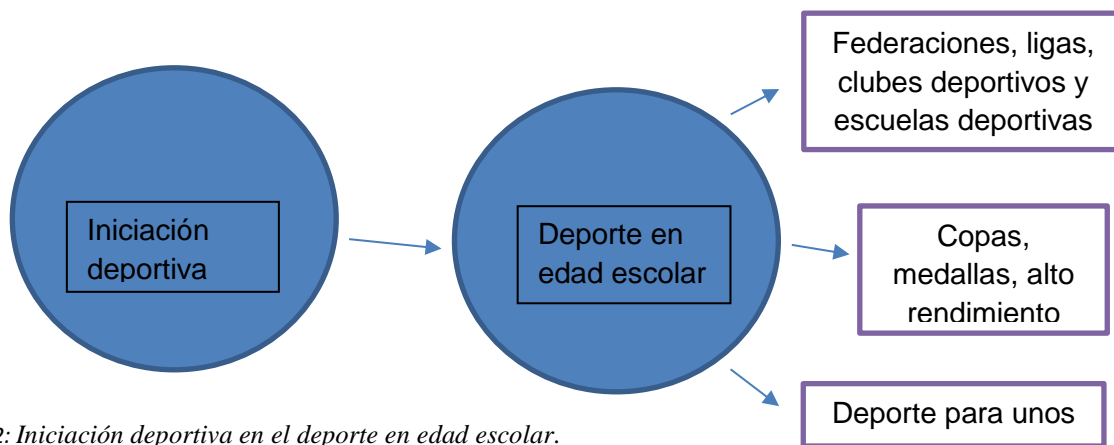 Iniciación
deportiva
Deporte en
edad escolar
Federaciones, ligas,
clubes deportivos y
escuelas deportivas
Copas,
medallas, alto
rendimiento
Deporte para unos
2: Iniciación deportiva en el deporte en edad escolar.